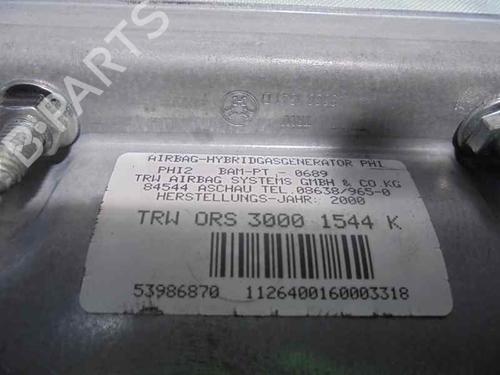 B-PARTS
AIRBAG-HYBRIDGASGENERATOR PHI
PHI2 BAM-PT - 0689
TRW AIRBAG SYSTEMS GMBH & CO KG
84544 ASCHAU TEL.08638/965-0
HERSTELLUNGS-JAHR: 2000
TRW ORS 3000 1544 K
53986870 1126400160003318